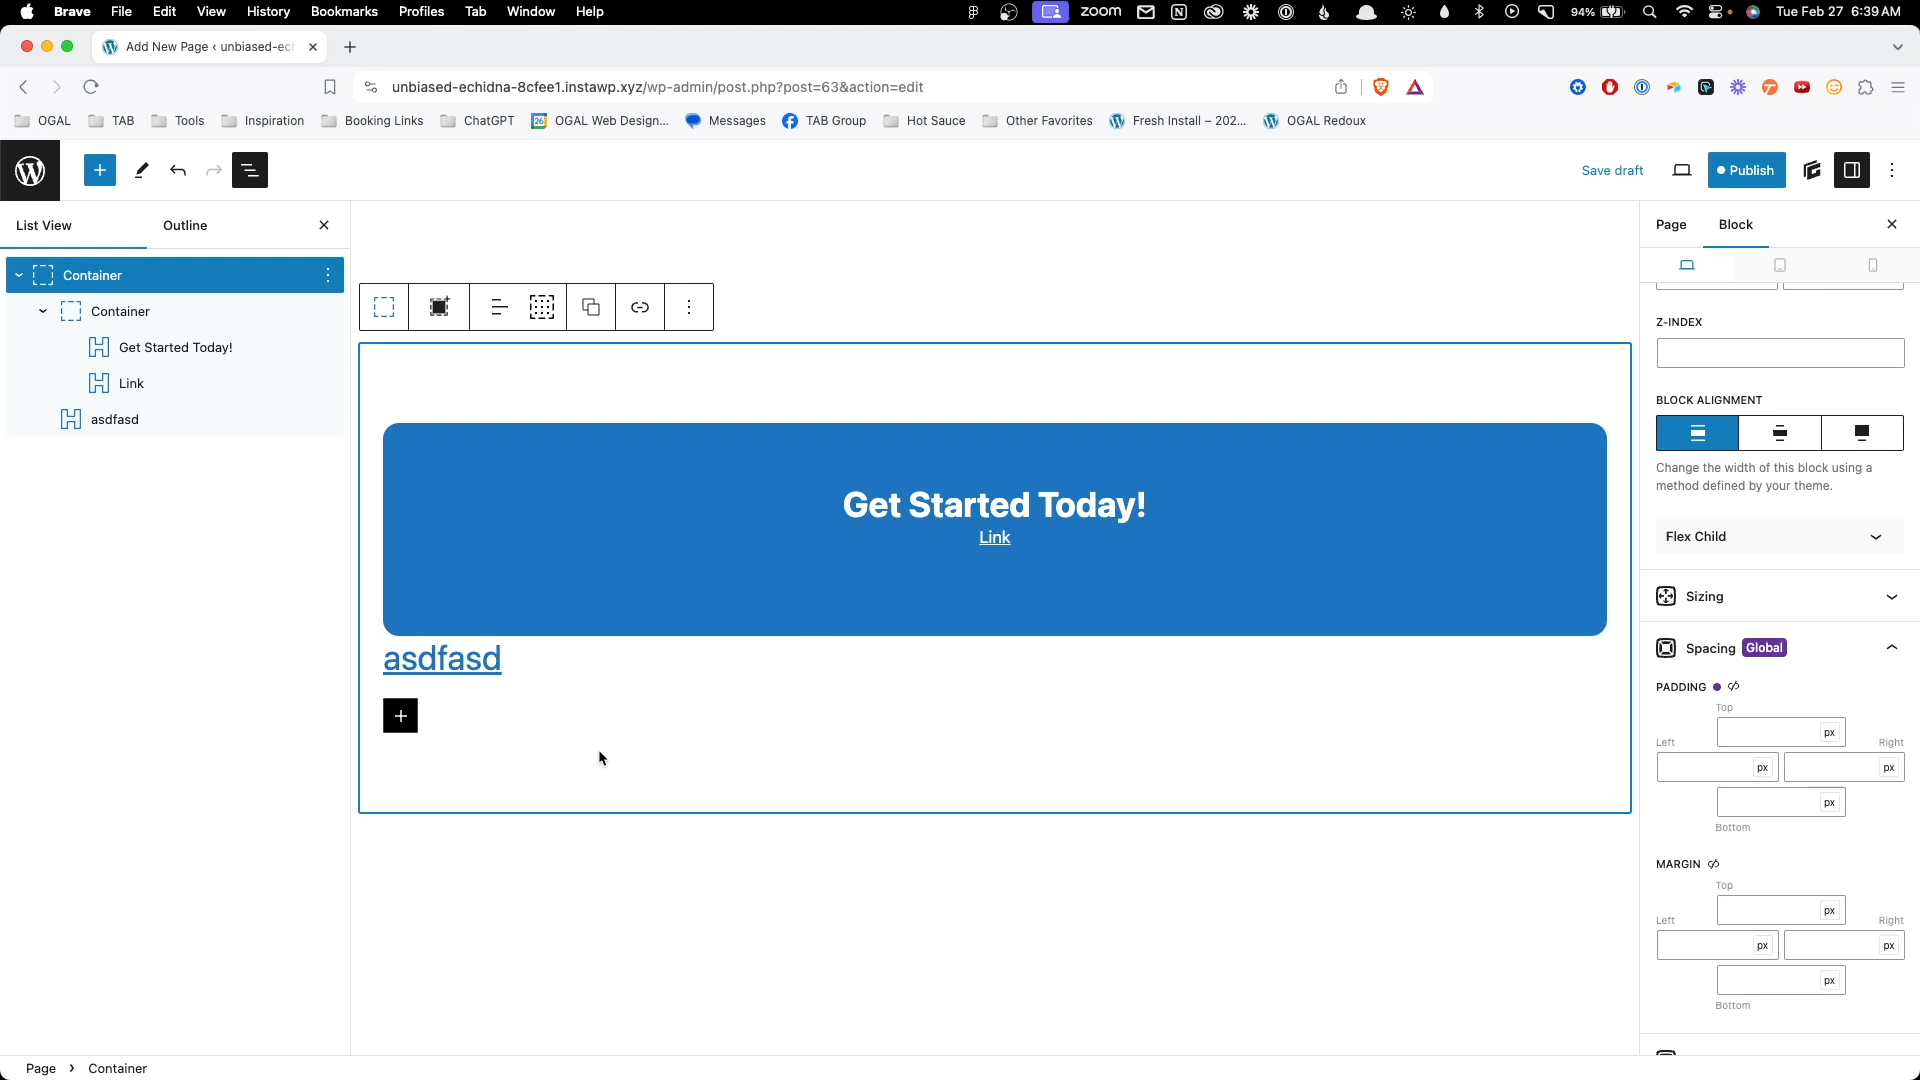 Brave File Edit View History Bookmarks Profiles Tab Window Help zoom 94% Tue Feb 27 6:39 AM
unbiased-echidna-8cfee1.instawp.xyz/wp-admin/post.php?post=63&action=edit
Add New Page ‹ unbiased-ec
OGAL TAB Tools Inspiration Booking Links ChatGPT 26 OGAL Web Design... Messages TAB Group Hot Sauce Other Favorites Fresh Install – 202... OGAL Redoux
Save draft Publish
List View Outline
Page Block
Container
Container
Get Started Today!
Link
asdfasd
Get Started Today!
Link
asdfasd
Z-INDEX
BLOCK ALIGNMENT
Change the width of this block using a
method defined by your theme.
Flex Child
Sizing
Spacing Global
PADDING
Top
px
Left Right
px px
px
Bottom
MARGIN
Top
px
Left Right
px px
px
Bottom
Page › Container